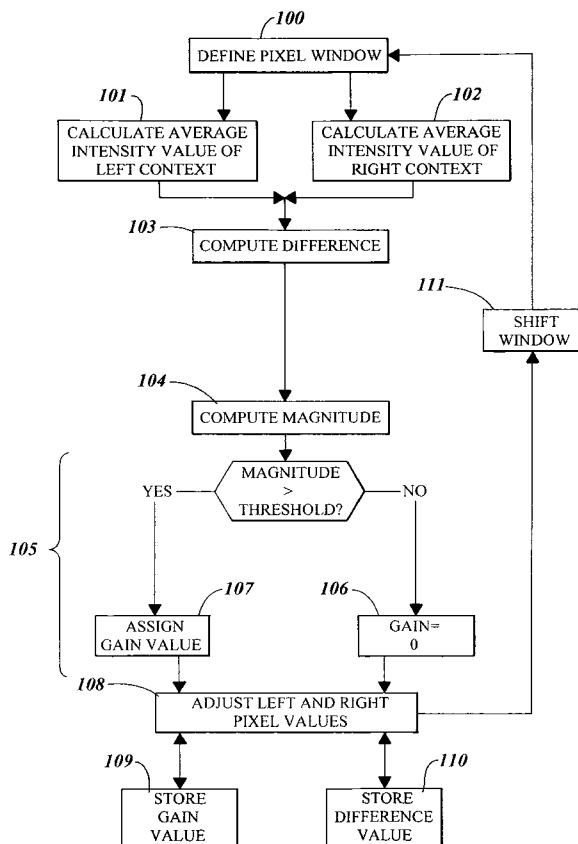 100
DEFINE PIXEL WINDOW
101
CALCULATE AVERAGE
INTENSITY VALUE OF
LEFT CONTEXT
102
CALCULATE AVERAGE
INTENSITY VALUE OF
RIGHT CONTEXT
103
COMPUTE DIFFERENCE
111
SHIFT
WINDOW
104
COMPUTE MAGNITUDE
105
YES
MAGNITUDE
>
THRESHOLD?
NO
107
ASSIGN
GAIN VALUE
106
GAIN=
0
108
ADJUST LEFT AND RIGHT
PIXEL VALUES
109
STORE
GAIN
VALUE
110
STORE
DIFFERENCE
VALUE